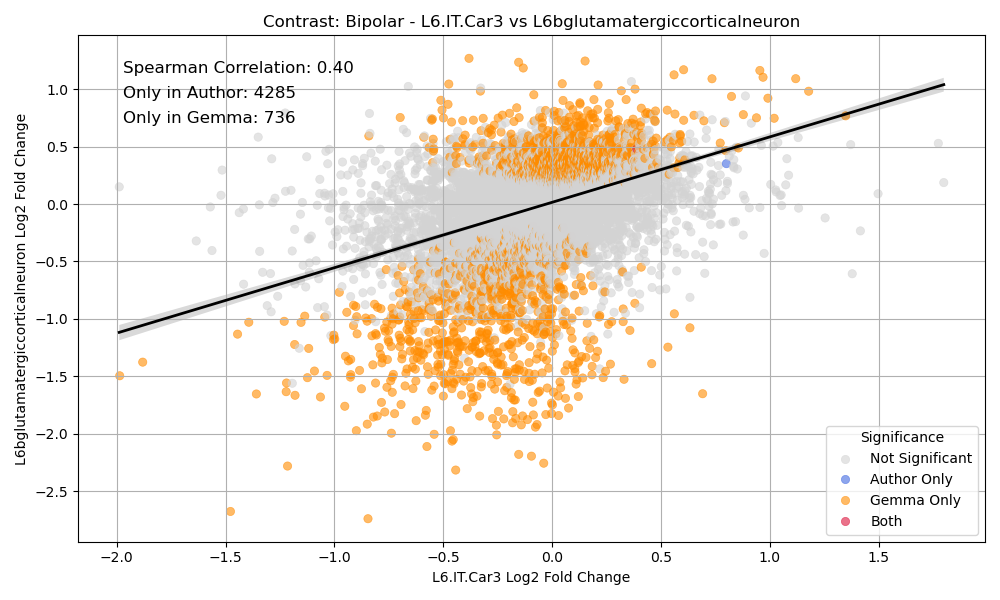 Contrast: Bipolar - L6.IT.Car3 vs L6bglutamatergiccorticalneuron
Spearman Correlation: 0.40
Only in Author: 4285
Only in Gemma: 736
L6bglutamatergiccorticalneuron Log2 Fold Change
1.0
0.5
0.0
−0.5
−1.0
−1.5
−2.0
−2.5
Significance
Not Significant
Author Only
Gemma Only
Both
−2.0 −1.5 −1.0 −0.5 0.0 0.5 1.0 1.5
L6.IT.Car3 Log2 Fold Change